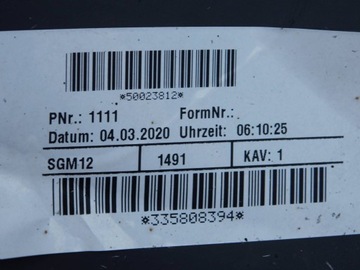 *50023812*
PNr.: 1111 FormNr.:
Datum: 04.03.2020 Uhrzeit: 06:10:25
SGM12 1491 KAV: 1
*335808394*